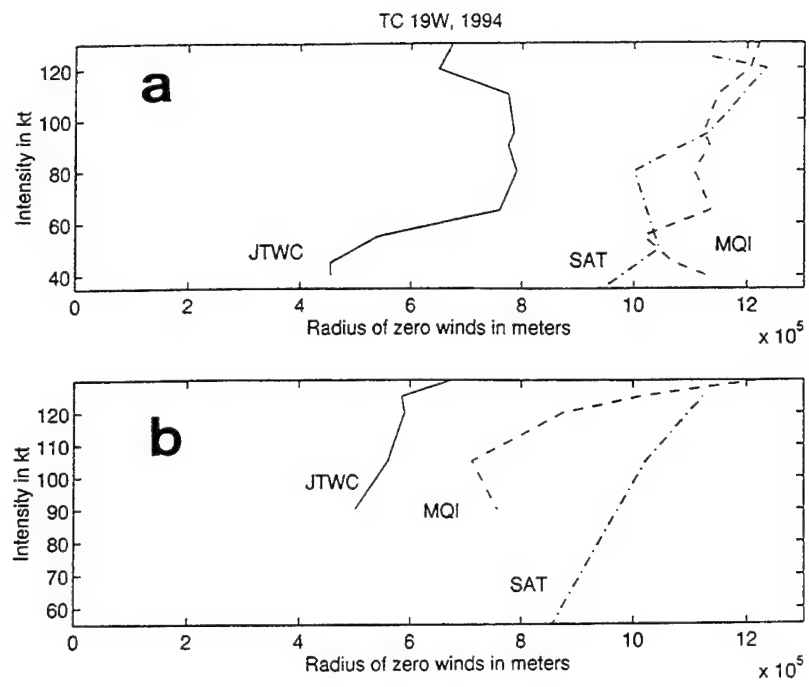 TC 19W, 1994
a
Intensity in kt
120
100
80
60
40
JTWC
SAT
MQI
0
2
4
6
8
10
12
Radius of zero winds in meters
x 10^5
b
Intensity in kt
120
110
100
90
80
70
60
JTWC
MQI
SAT
0
2
4
6
8
10
12
Radius of zero winds in meters
x 10^5